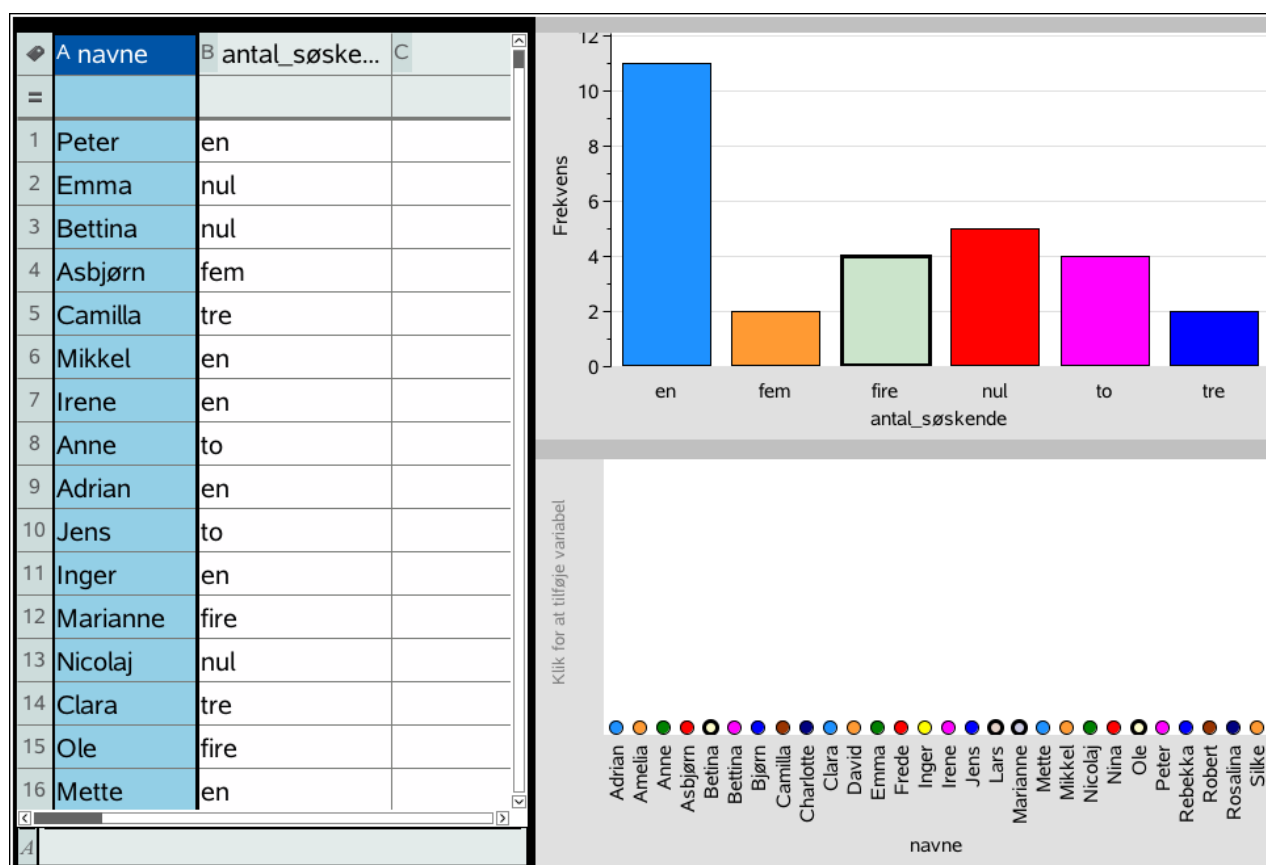 A navne B antal_søske... C
=
1 Peter en
2 Emma nul
3 Bettina nul
4 Asbjørn fem
5 Camilla tre
6 Mikkel en
7 Irene en
8 Anne to
9 Adrian en
10 Jens to
11 Inger en
12 Marianne fire
13 Nicolaj nul
14 Clara tre
15 Ole fire
16 Mette en
A
12
10
8
6
4
2
0
Frekvens
en fem fire nul to tre
antal_søskende
Klik for at tilføje variabel
Adrian
Amelia
Anne
Asbjørn
Betina
Bettina
Bjørn
Camilla
Charlotte
Clara
David
Emma
Frede
Inger
Irene
Jens
Lars
Marianne
Mette
Mikkel
Nicolaj
Nina
Ole
Peter
Rebekka
Robert
Rosalina
Silke
navne